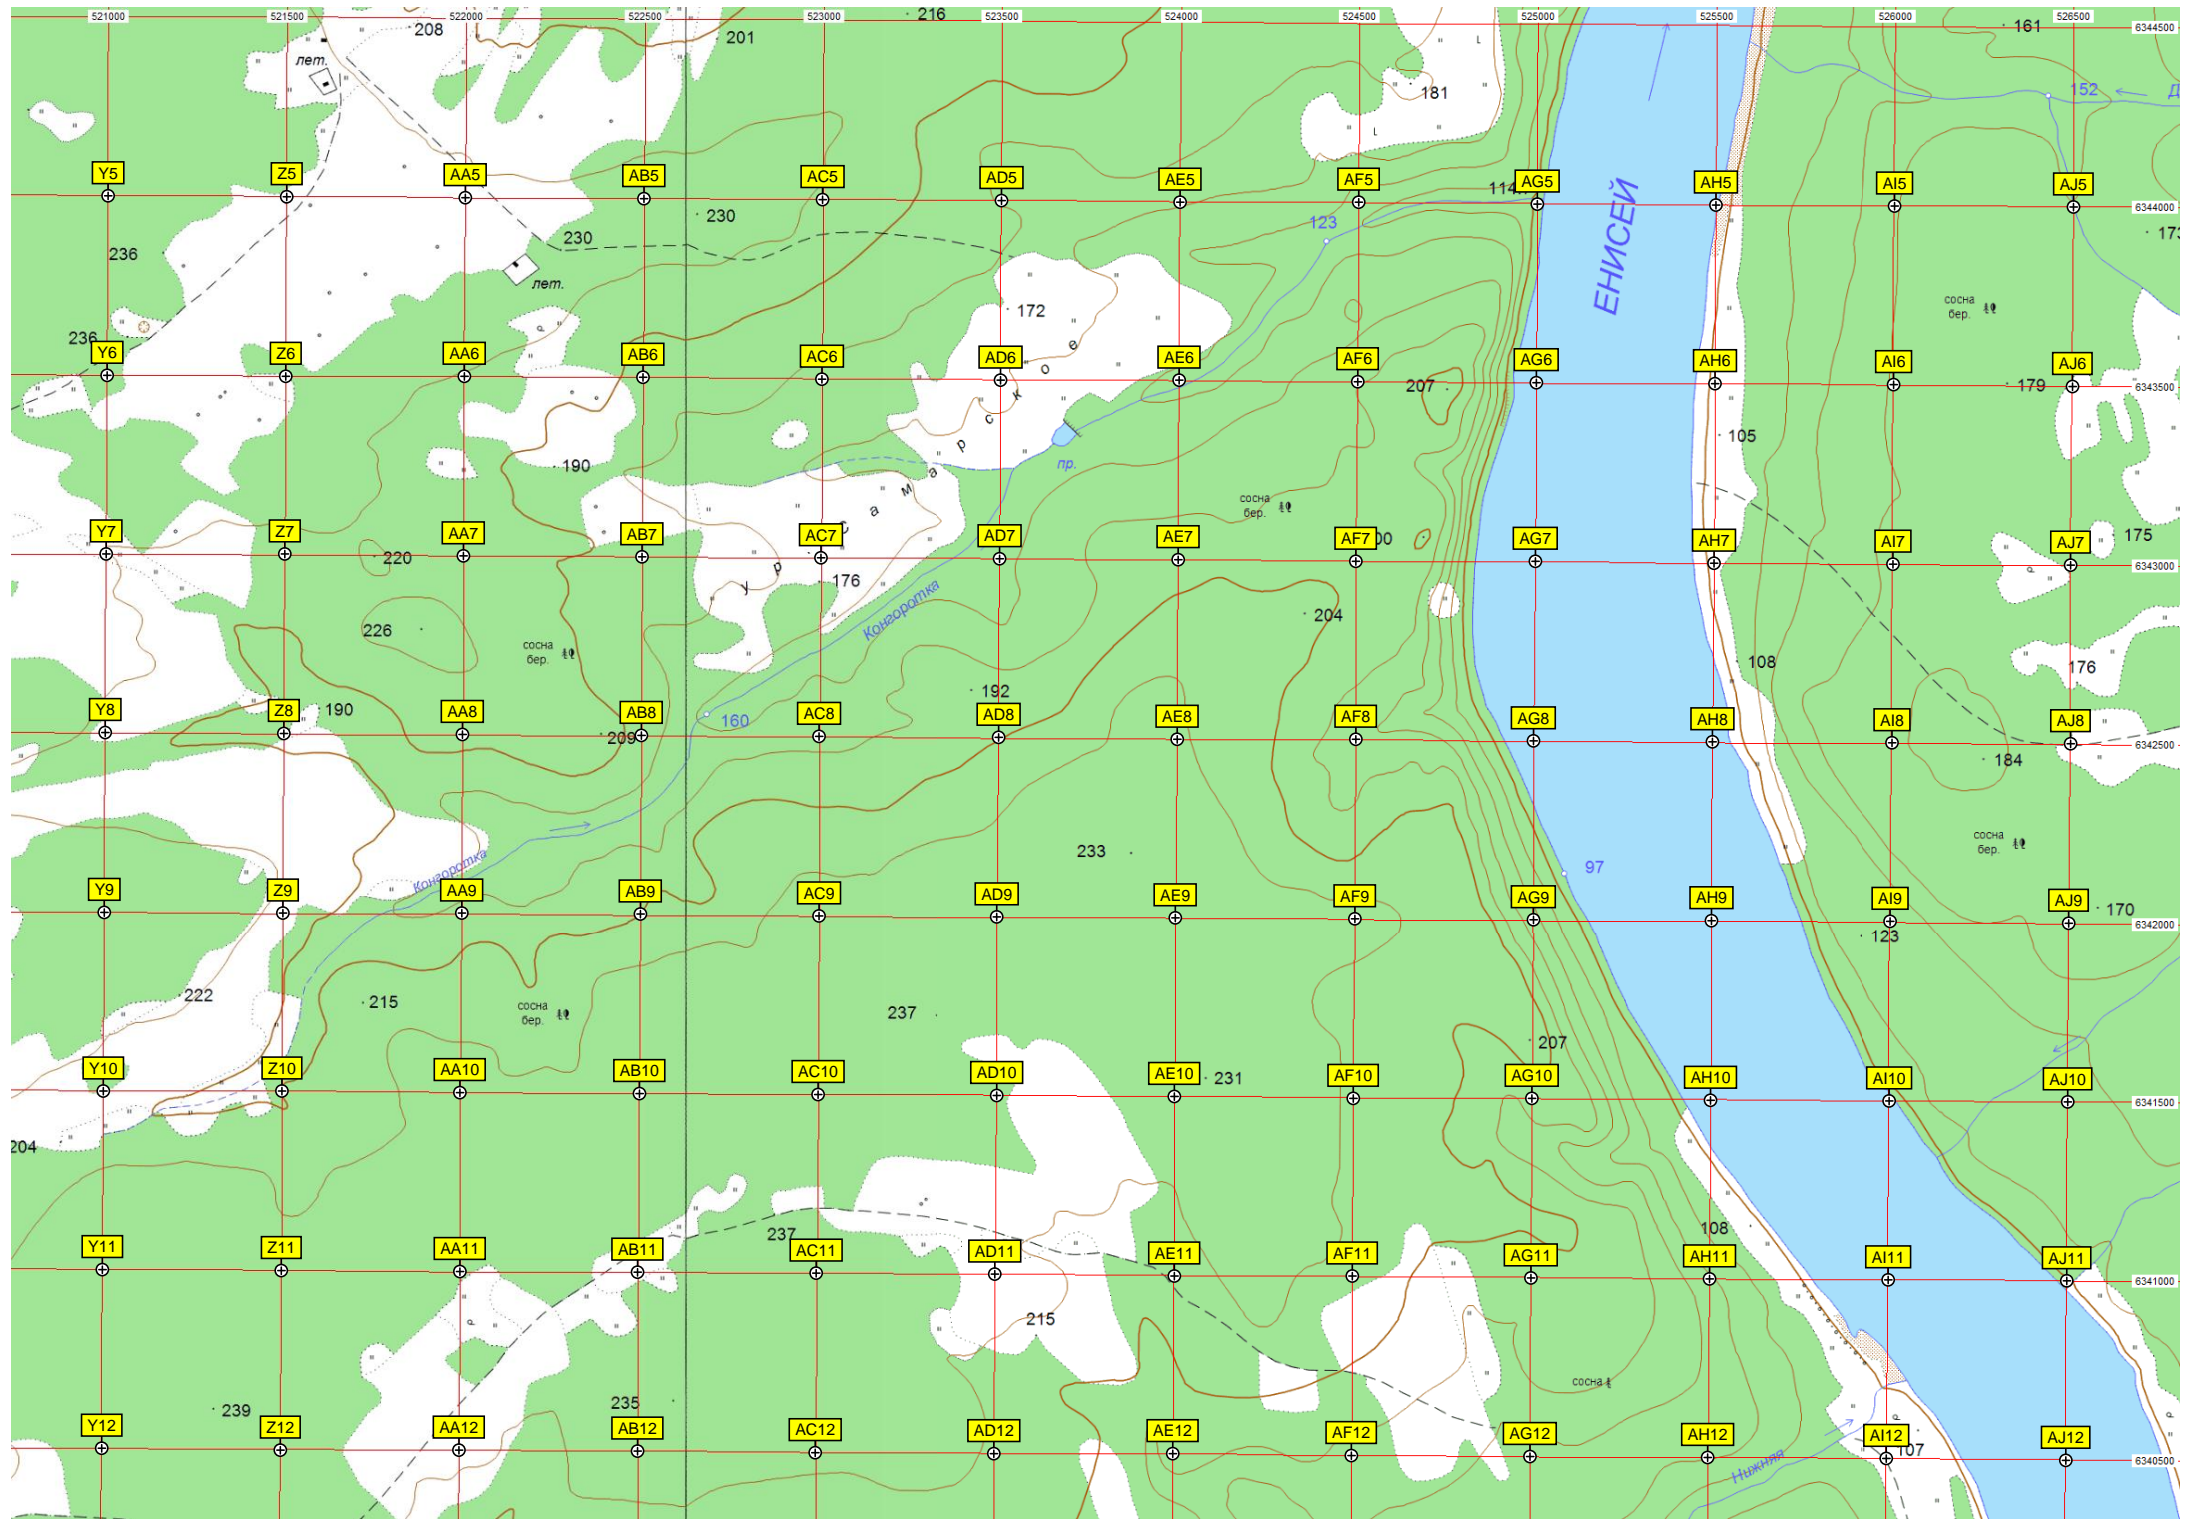 521000 521500 522000 522500 523000 523500 524000 524500 525000 525500 526000 526500
208 216 161 6344500
201
лет.
181 152
Y5 Z5 AA5 AB5 AC5 AD5 AE5 AF5 AG5 AH5 AI5 AJ5
114
6344000
230 123
230 ЕНИСЕЙ
236
лет.
172 сосна
бер.
236
Y6 Z6 AA6 AB6 AC6 AD6 AE6 AF6 AG6 AH6 AI6 AJ6
207 179 6343500
105
190 пр.
ур. Самарское
сосна
бер.
Y7 Z7 AA7 AB7 AC7 AD7 AE7 AF7 AG7 AH7 AI7 AJ7
175
220 6343000
176
Конгоротка
226 204
сосна
бер.
108 176
192
190
Y8 Z8 AA8 AB8 AC8 AD8 AE8 AF8 AG8 AH8 AI8 AJ8
160
209 6342500
184
сосна
бер.
233
Конгоротка 97
Y9 Z9 AA9 AB9 AC9 AD9 AE9 AF9 AG9 AH9 AI9 AJ9
170
6342000
123
222 215 сосна
бер.
237
207
Y10 Z10 AA10 AB10 AC10 AD10 AE10 AF10 AG10 AH10 AI10 AJ10
231
6341500
204
237 108
Y11 Z11 AA11 AB11 AC11 AD11 AE11 AF11 AG11 AH11 AI11 AJ11
6341000
215
сосна
239 235
Y12 Z12 AA12 AB12 AC12 AD12 AE12 AF12 AG12 AH12 AI12 AJ12
107
6340500
Нижняя